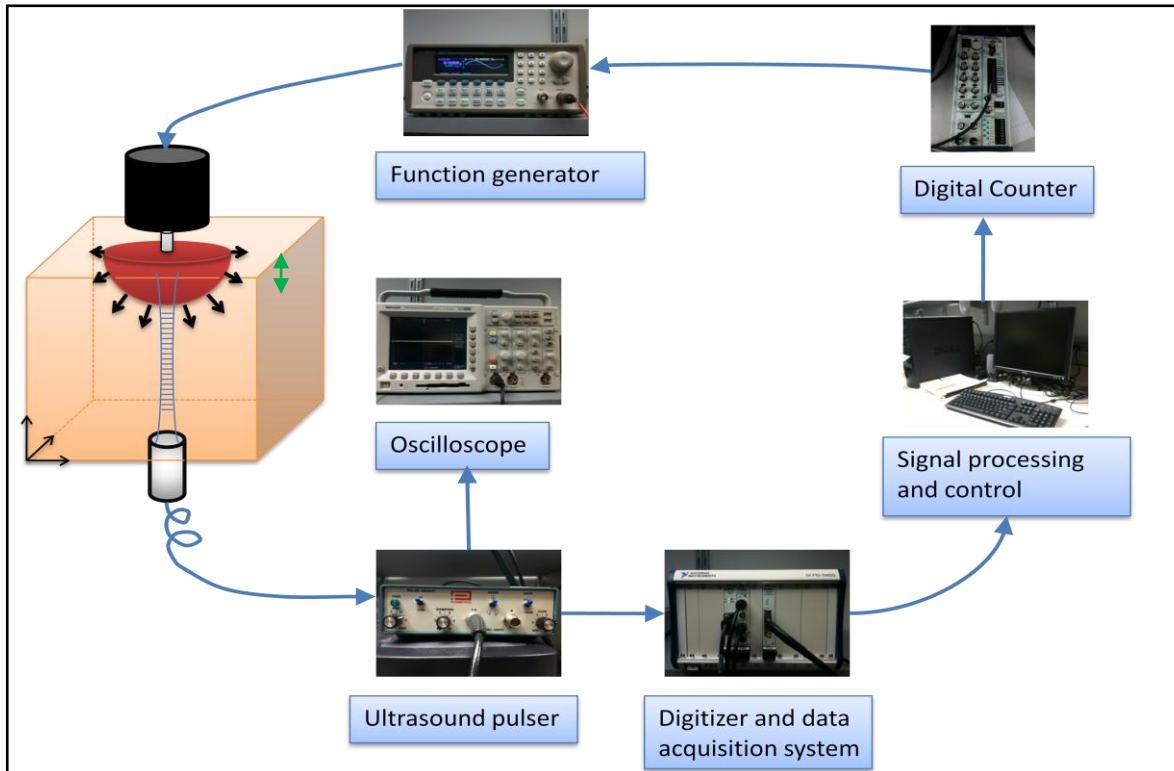 Function generator
Digital Counter
Oscilloscope
Signal processing
and control
Ultrasound pulser
Digitizer and data
acquisition system